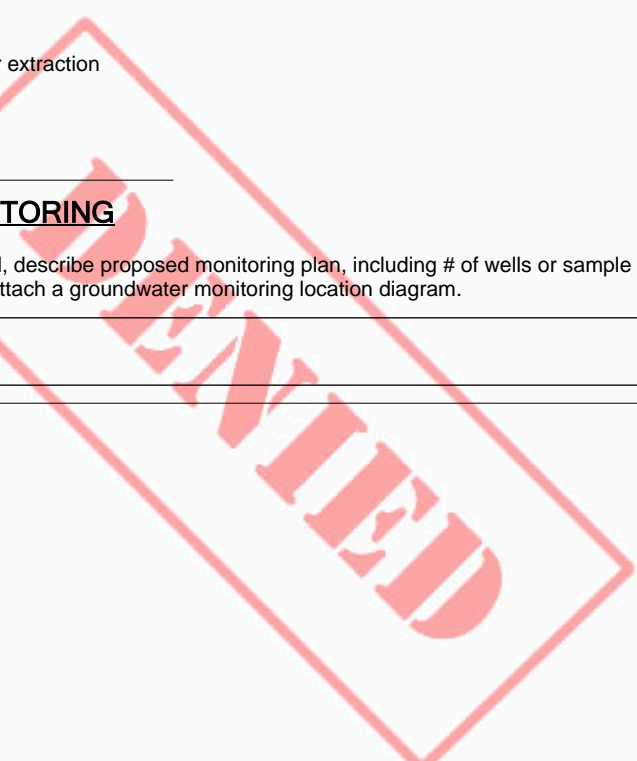 r extraction
TORING
l, describe proposed monitoring plan, including # of wells or sample
ttach a groundwater monitoring location diagram.
DENIED